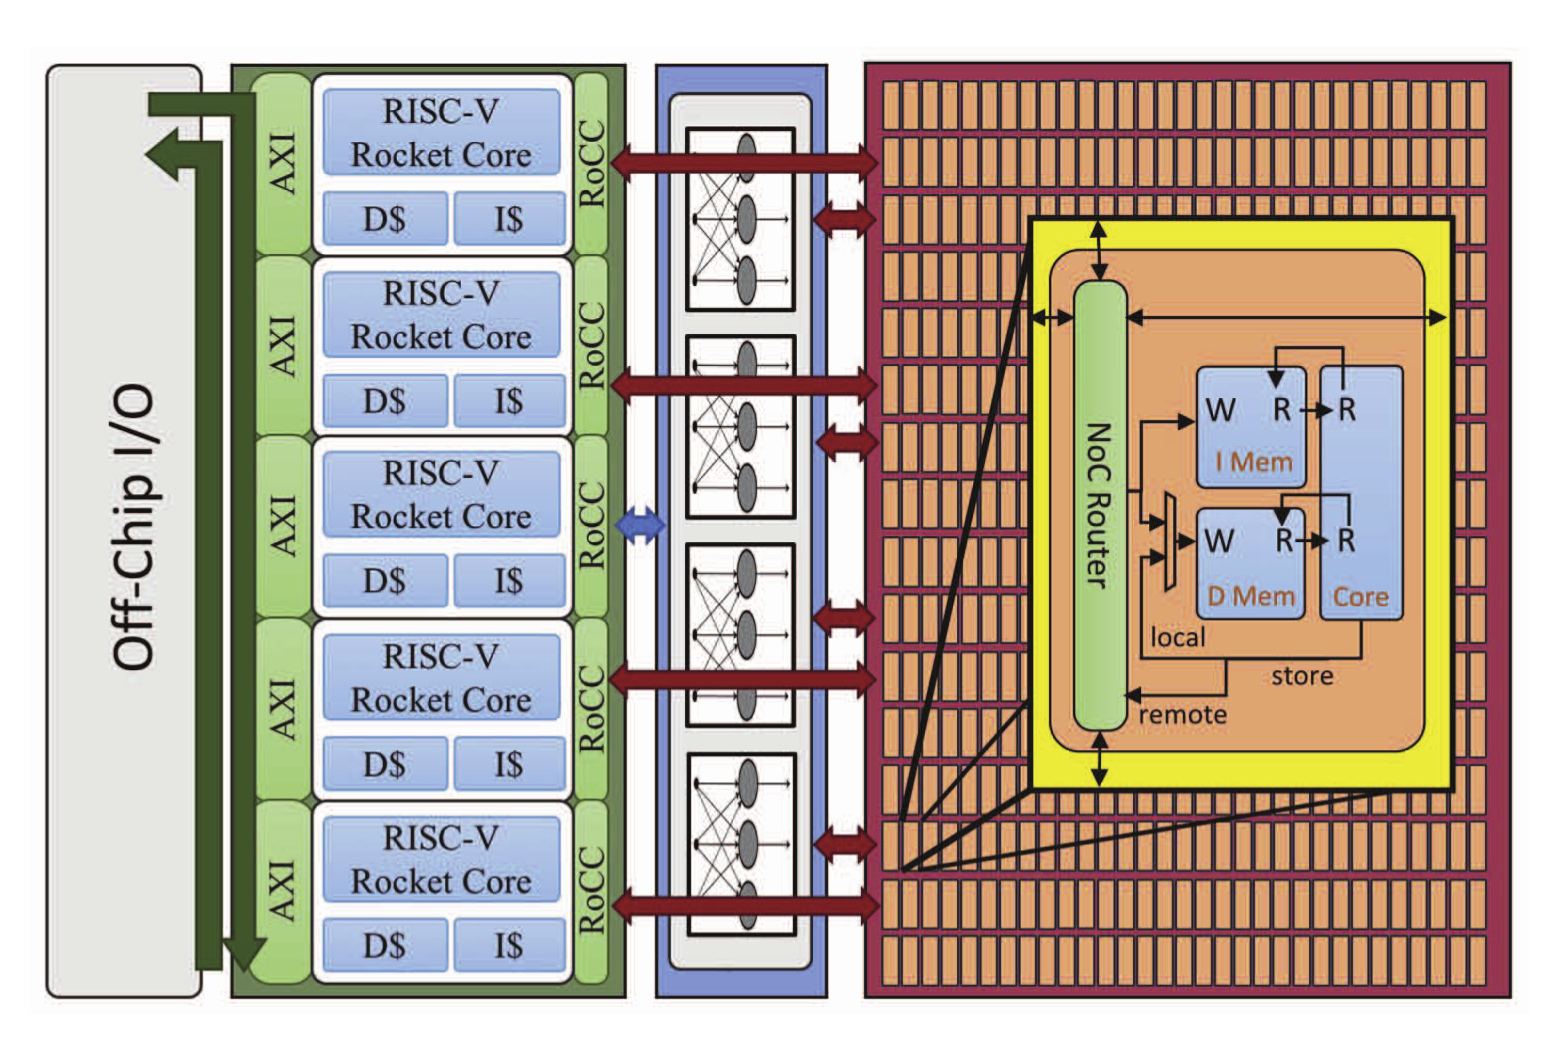 Off-Chip I/O
AXI
RISC-V
Rocket Core
D$ I$
RoCC
AXI
RISC-V
Rocket Core
D$ I$
RoCC
AXI
RISC-V
Rocket Core
D$ I$
RoCC
AXI
RISC-V
Rocket Core
D$ I$
RoCC
AXI
RISC-V
Rocket Core
D$ I$
RoCC
NoC Router
W R R
I Mem
W R R
D Mem Core
local
store
remote